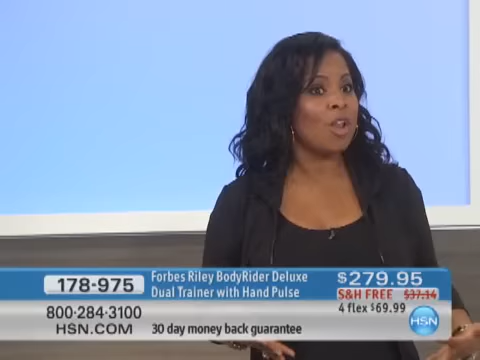 178-975
Forbes Riley BodyRider Deluxe
Dual Trainer with Hand Pulse
$279.95
S&H FREE $37.14
4 flex $69.99
800-284-3100
HSN.COM
30 day money back guarantee
HSN